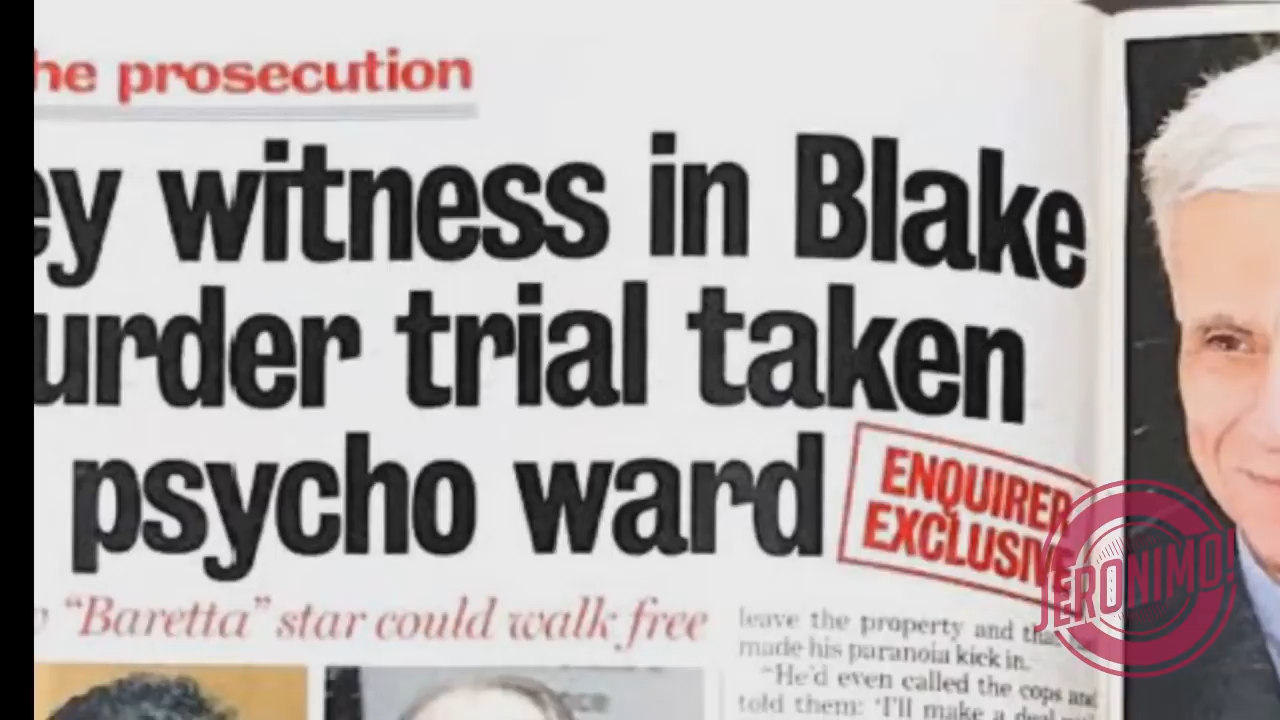 he prosecution
ey witness in Blake
urder trial taken
psycho ward
ENQUIRER
EXCLUSIVE
"Baretta" star could walk free
leave the property and tha
made his paranoia kick in.
"He'd even called the cops and
told them: 'I'll make a deal
JERONIMO!